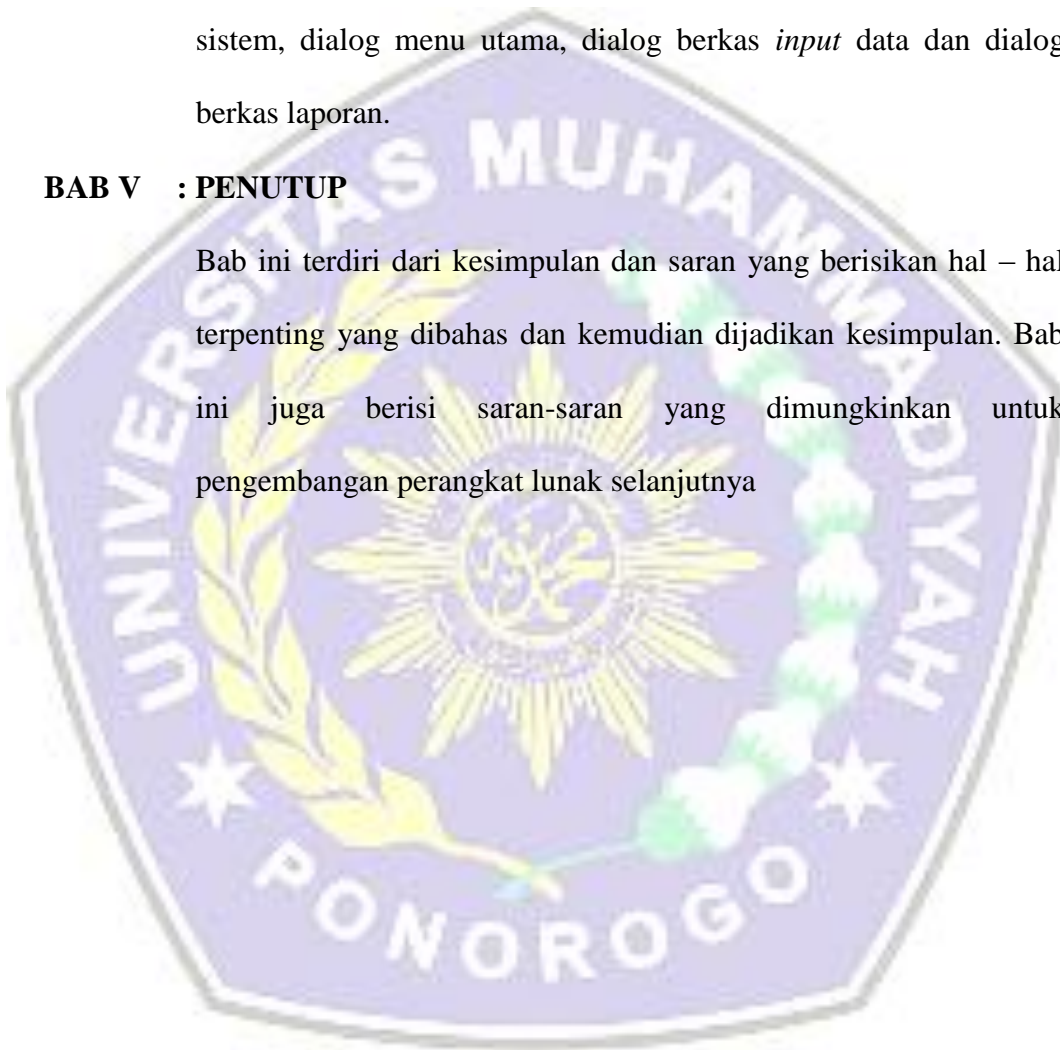 sistem, dialog menu utama, dialog berkas input data dan dialog
berkas laporan.
BAB V : PENUTUP
Bab ini terdiri dari kesimpulan dan saran yang berisikan hal – hal
terpenting yang dibahas dan kemudian dijadikan kesimpulan. Bab
ini juga berisi saran-saran yang dimungkinkan untuk
pengembangan perangkat lunak selanjutnya
UNIVERSITAS MUHAMMADIYAH
PONOROGO